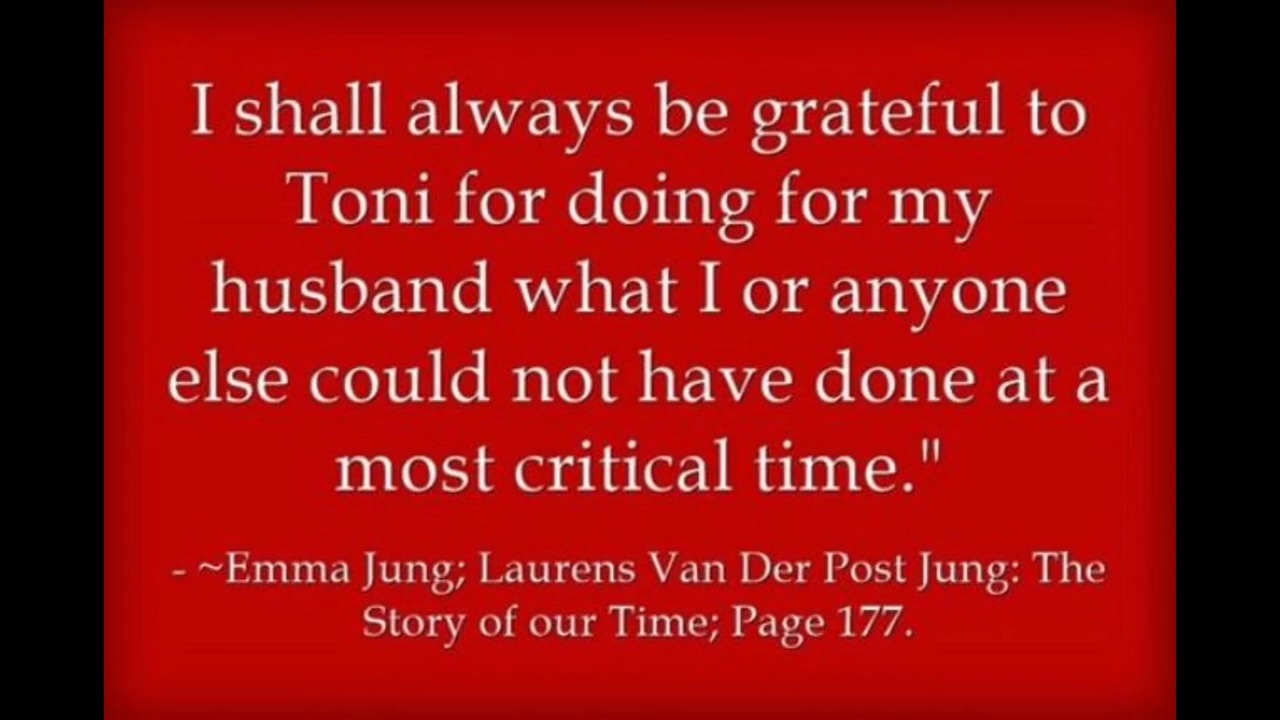 I shall always be grateful to
Toni for doing for my
husband what I or anyone
else could not have done at a
most critical time."
- ~Emma Jung; Laurens Van Der Post Jung: The
Story of our Time; Page 177.